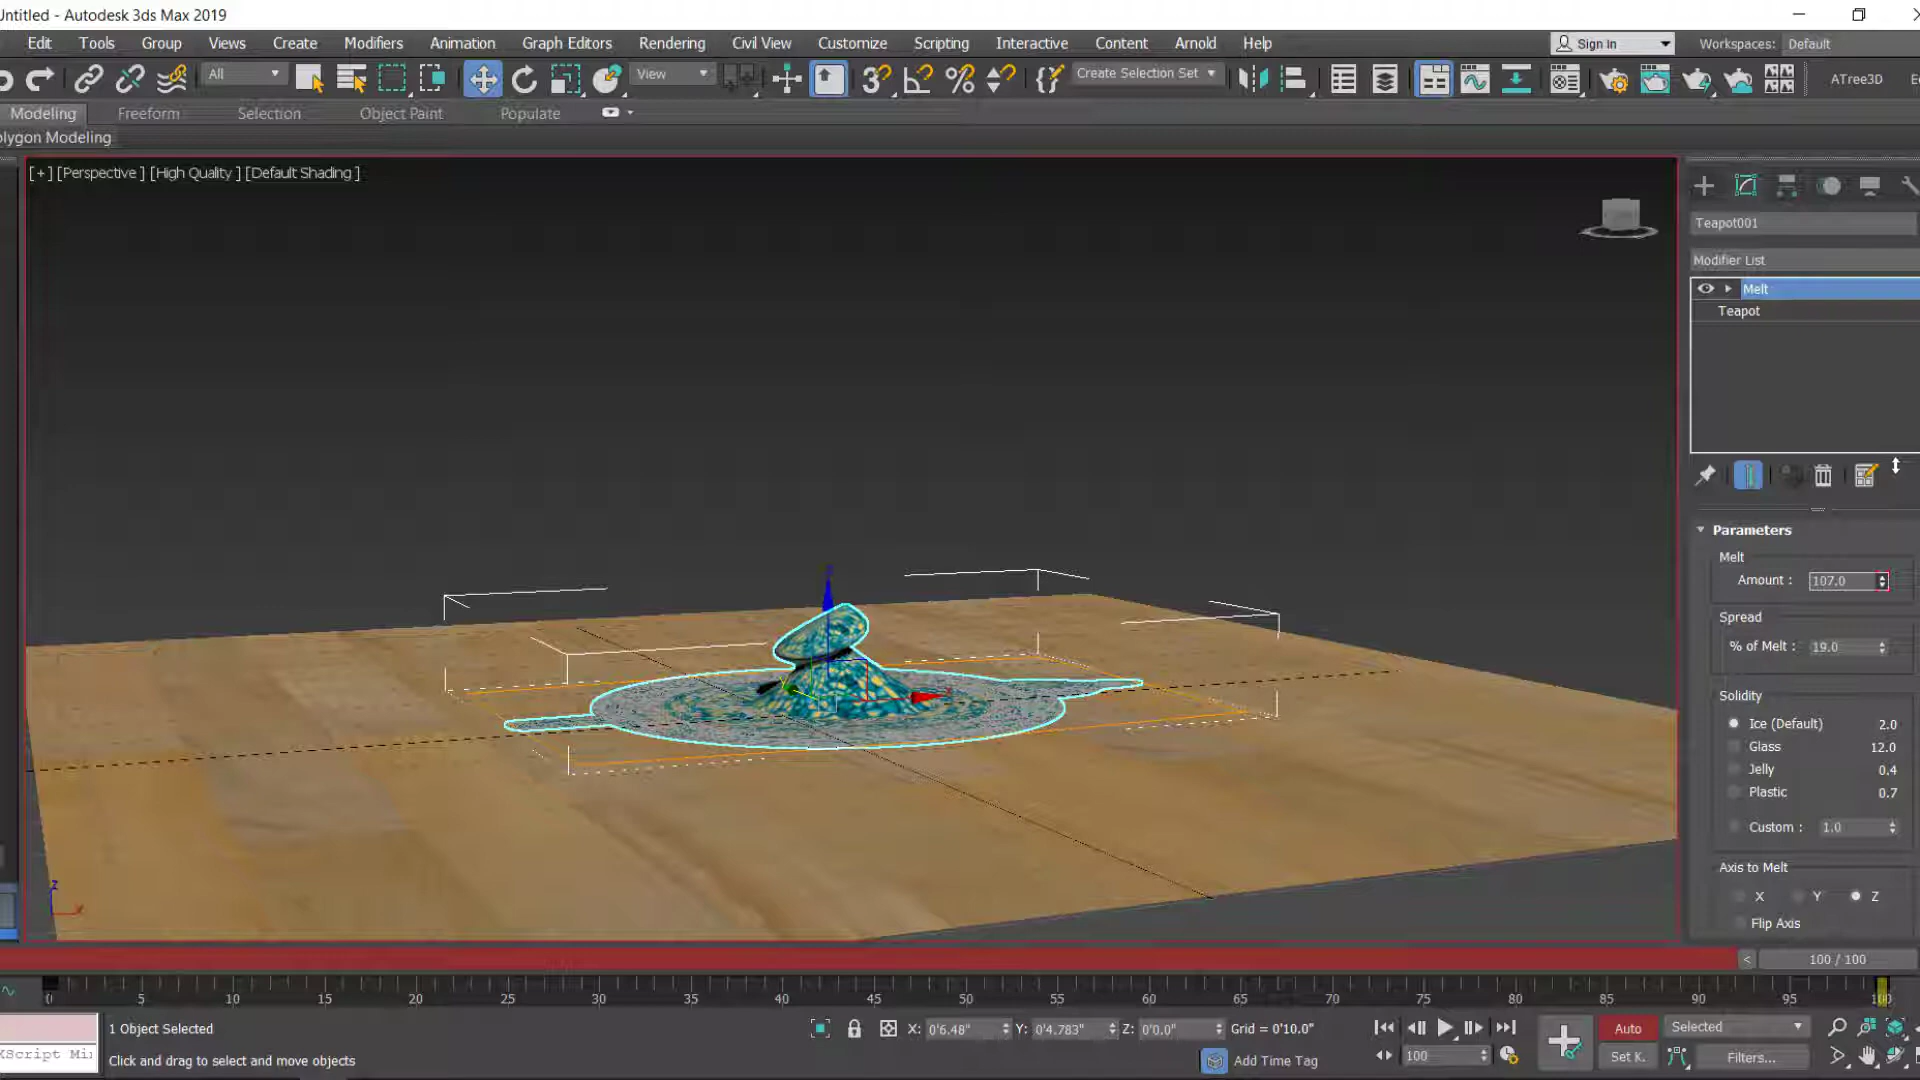 Untitled - Autodesk 3ds Max 2019
Edit Tools Group Views Create Modifiers Animation Graph Editors Rendering Civil View Customize Scripting Interactive Content Arnold Help Sign In Workspaces: Default
All View Create Selection Set ATree3D
Modeling Freeform Selection Object Paint Populate
olygon Modeling
[+] [Perspective ] [High Quality ] [Default Shading ]
Teapot001
Modifier List
Melt
Teapot
Parameters
Melt
Amount : 107.0
Spread
% of Melt : 19.0
Solidity
Ice (Default) 2.0
Glass 12.0
Jelly 0.4
Plastic 0.7
Custom : 1.0
Axis to Melt
X Y Z
Flip Axis
< 100 / 100
0 5 10 15 20 25 30 35 40 45 50 55 60 65 70 75 80 85 90 95 100
1 Object Selected X: 0'6.48" Y: 0'4.783" Z: 0'0.0" Grid = 0'10.0" Auto Selected
XScript Mi
Click and drag to select and move objects Add Time Tag 100 Set K. Filters...